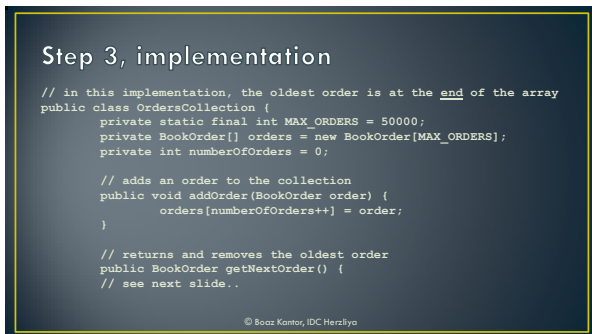 Step 3, implementation
// in this implementation, the oldest order is at the end of the array
public class OrdersCollection {
private static final int MAX_ORDERS = 50000;
private BookOrder[] orders = new BookOrder[MAX_ORDERS];
private int numberOfOrders = 0;
// adds an order to the collection
public void addOrder(BookOrder order) {
orders[numberOfOrders++] = order;
}
// returns and removes the oldest order
public BookOrder getNextOrder() {
// see next slide..
© Boaz Kantor, IDC Herzliya